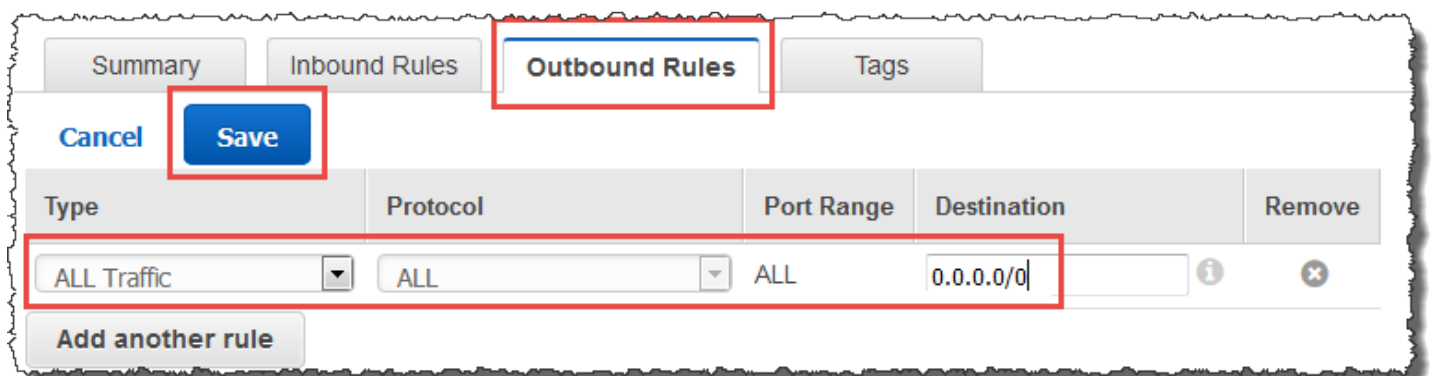 Summary Inbound Rules Outbound Rules Tags
Cancel Save
Type Protocol Port Range Destination Remove
ALL Traffic ALL ALL 0.0.0.0/0
Add another rule